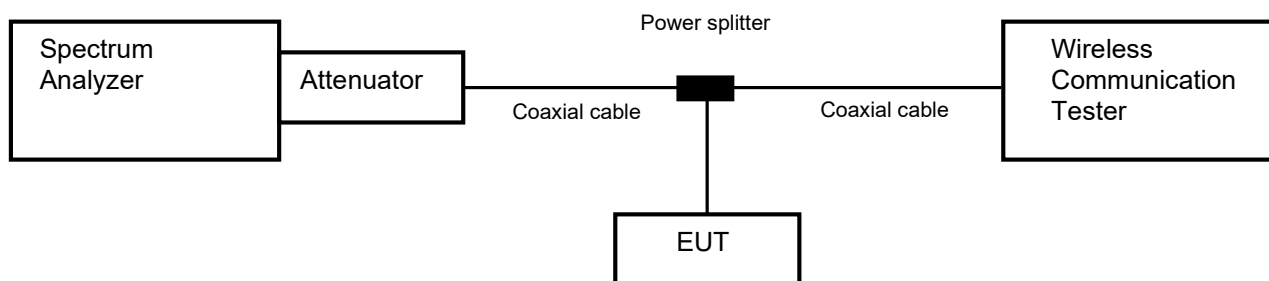 Power splitter
Spectrum
Analyzer
Attenuator
Wireless
Communication
Tester
Coaxial cable
Coaxial cable
EUT